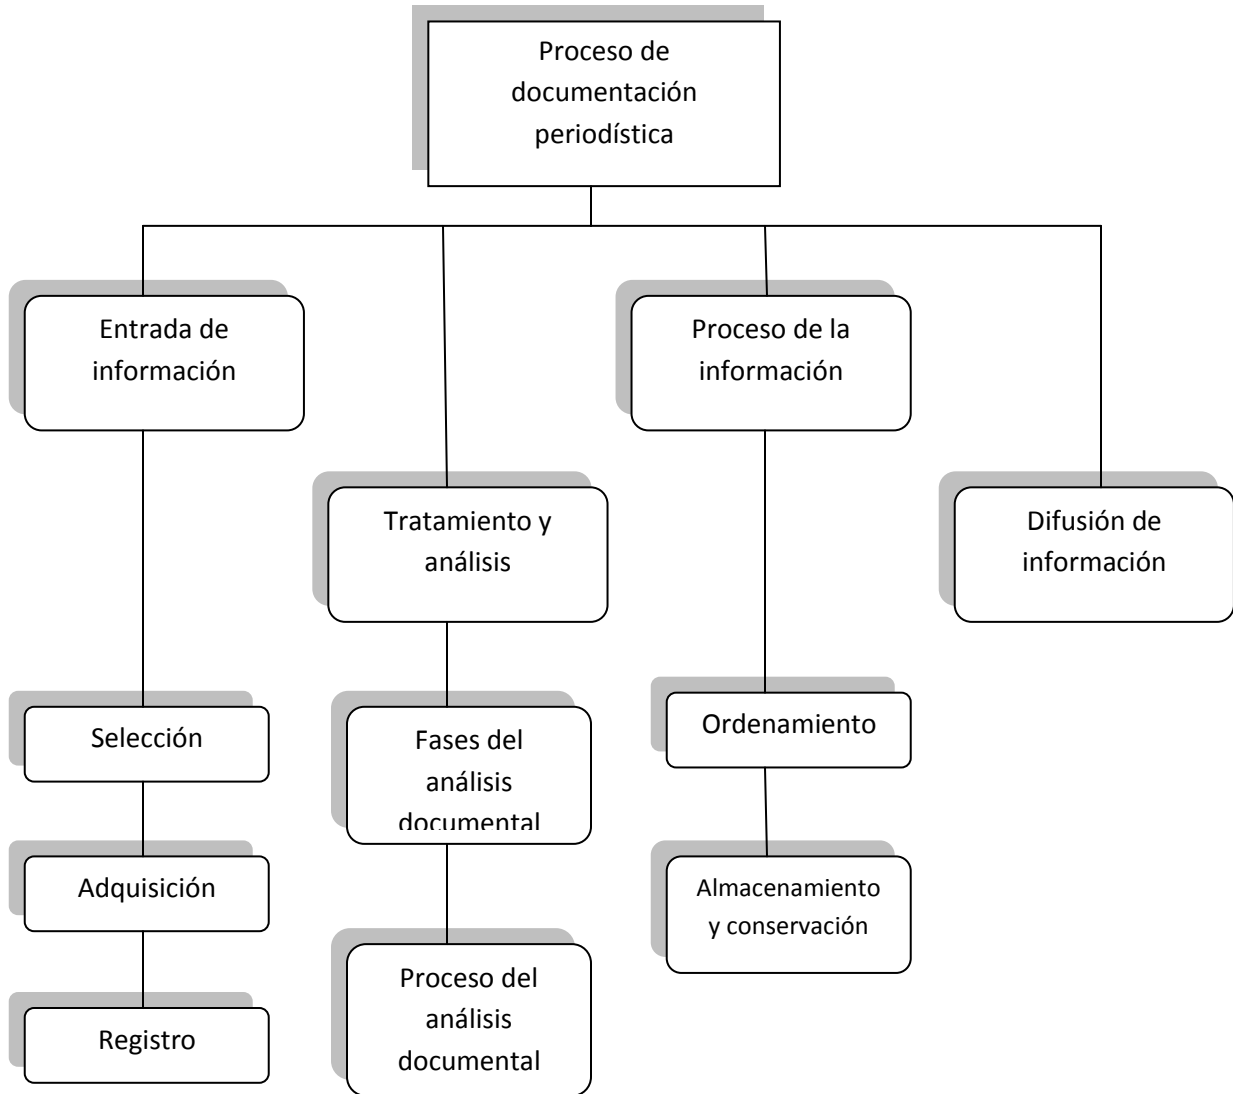 Proceso de
documentación
periodística
Entrada de
información
Proceso de la
información
Tratamiento y
análisis
Difusión de
información
Selección
Fases del
análisis
documental
Ordenamiento
Adquisición
Almacenamiento
y conservación
Proceso del
análisis
documental
Registro